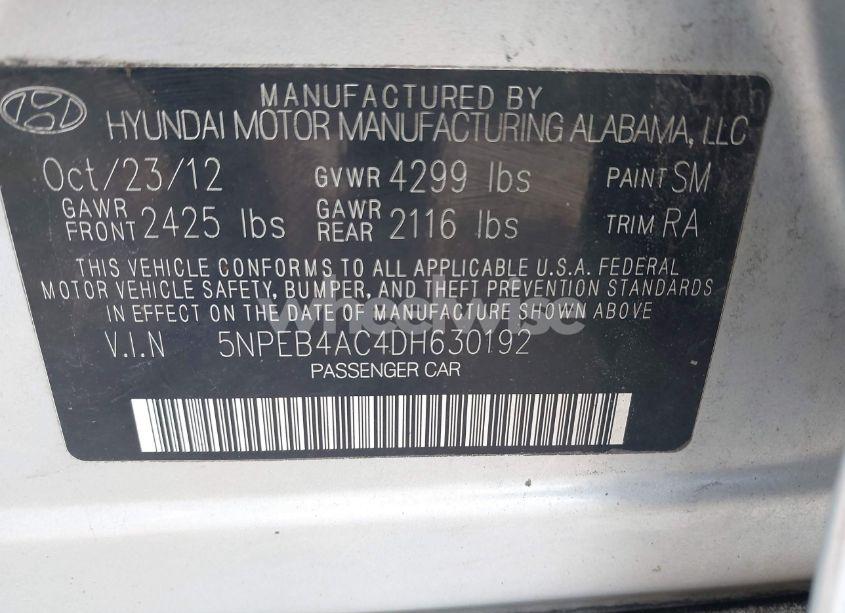 MANUFACTURED BY
HYUNDAI MOTOR MANUFACTURING ALABAMA, LLC
Oct/23/12 GVWR 4299 lbs PAINT SM
GAWR FRONT 2425 lbs GAWR REAR 2116 lbs TRIM RA
THIS VEHICLE CONFORMS TO ALL APPLICABLE U.S.A. FEDERAL
MOTOR VEHICLE SAFETY, BUMPER, AND THEFT PREVENTION STANDARDS
IN EFFECT ON THE DATE OF MANUFACTURE SHOWN ABOVE
wheelwise
V.I.N 5NPEB4AC4DH630192
PASSENGER CAR